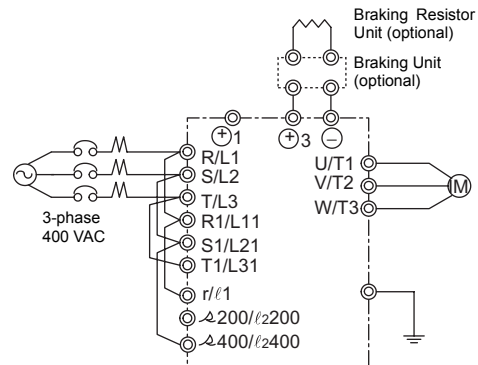 Braking Resistor
Unit (optional)
Braking Unit
(optional)
+1
+3
−
R/L1
S/L2
T/L3
R1/L11
S1/L21
T1/L31
r/ℓ1
200/ℓ2200
400/ℓ2400
3-phase
400 VAC
U/T1
V/T2
W/T3
M